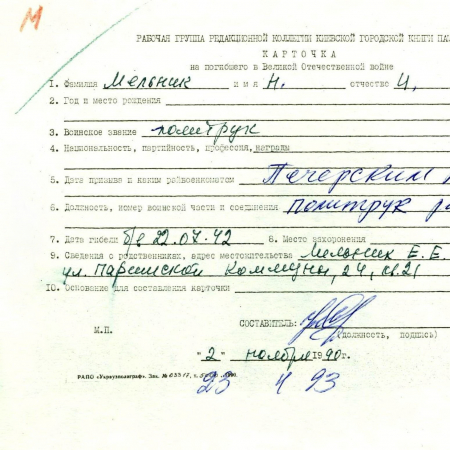 М
РАБОЧАЯ ГРУППА РЕДАКЦИОННОЙ КОЛЛЕГИИ КИЕВСКОЙ ГОРОДСКОЙ КНИГИ ПА
КАРТОЧКА
на погибшего в Великой Отечественной войне
1. Фамилия Мельник имя Н. отчество И.
2. Год и место рождения
3. Воинское звание политрук
4. Национальность, партийность, профессия, награды
5. Дата призыва и каким райвоенкоматом Печерским
6. Должность, номер воинской части и соединения политрук
7. Дата гибели б/в 22.07.42 8. Место захоронения
9. Сведения о родственниках, адрес местожительства Мельник Е. Е.
ул. Парижской Коммуны, 24, кв. 21
10. Основание для составления карточки
СОСТАВИТЕЛЬ:
М.П. (должность, подпись)
"2" ноября 1990г.
РАПО «Укрвузполиграф». Зак. №
23 4 93